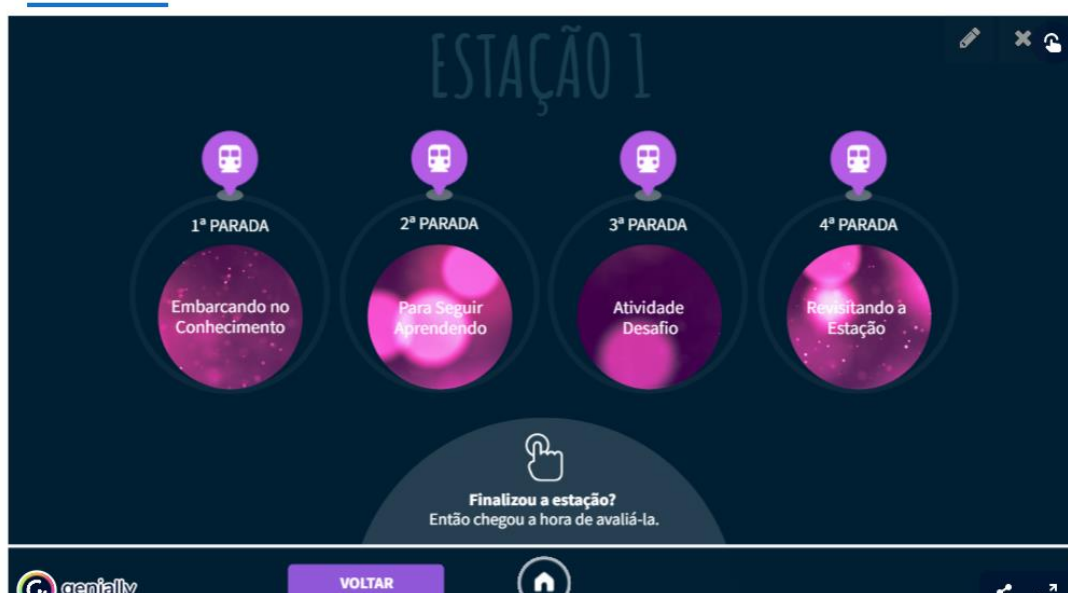 ESTAÇÃO 1
1ª PARADA
Embarcando no
Conhecimento
2ª PARADA
Para Seguir
Aprendendo
3ª PARADA
Atividade
Desafio
4ª PARADA
Revisitando a
Estação
Finalizou a estação?
Então chegou a hora de avaliá-la.
genially
VOLTAR